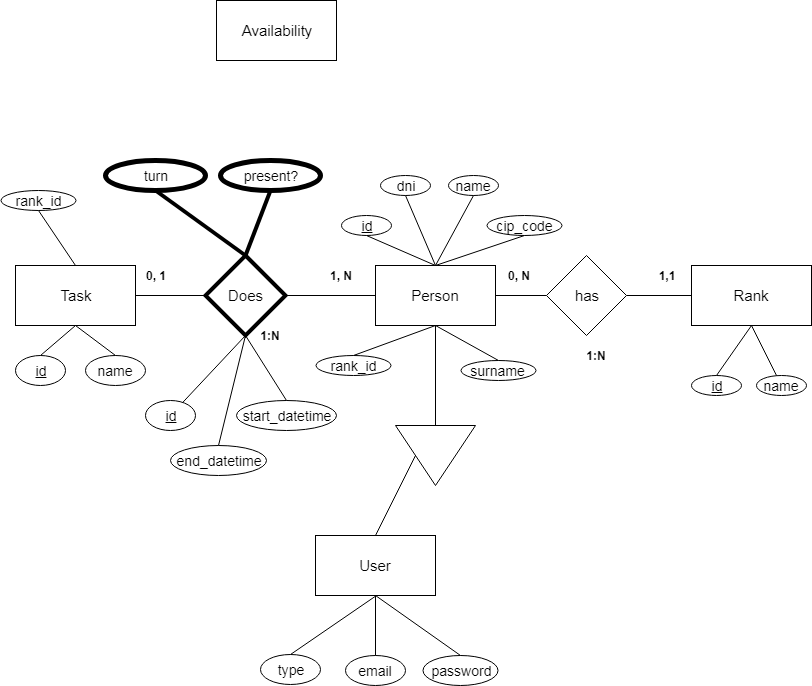 Availability
turn
present?
dni
name
rank_id
id
cip_code
0, 1
1, N
0, N
1,1
Task
Does
Person
has
Rank
1:N
1:N
id
name
rank_id
surname
id
name
id
start_datetime
end_datetime
User
type
email
password